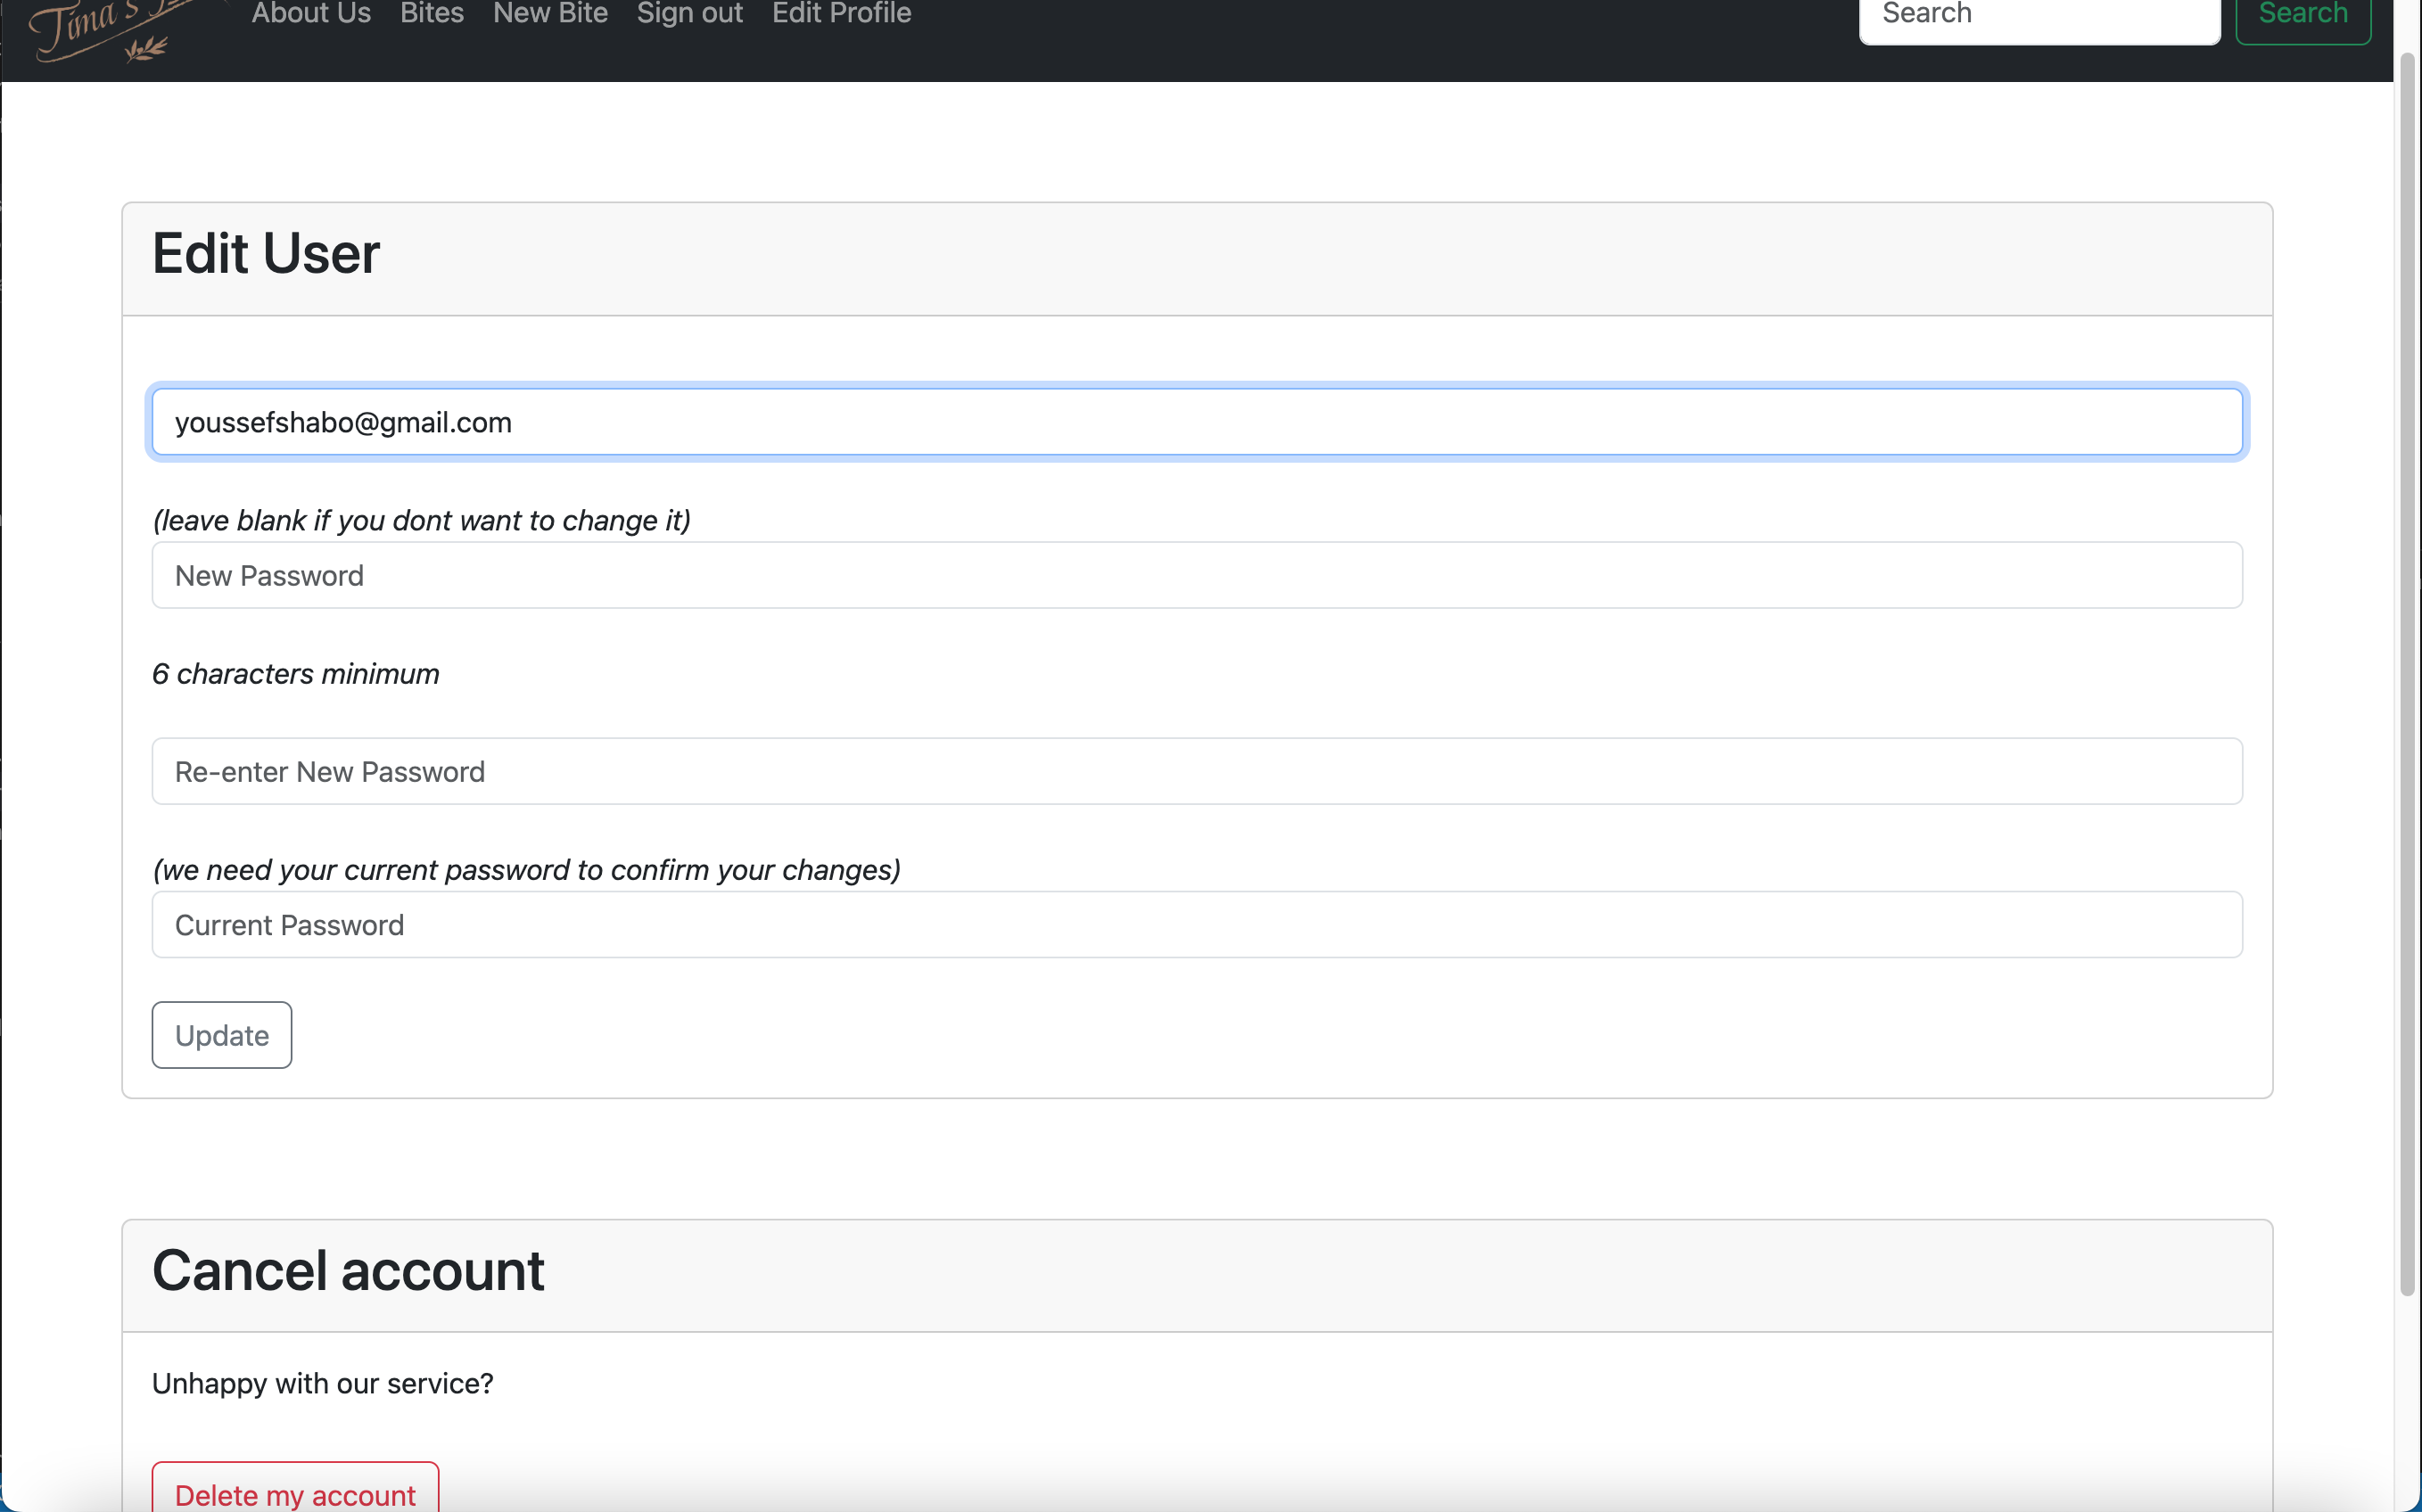 Tima's
About Us Bites New Bite Sign out Edit Profile Search Search
Edit User
youssefshabo@gmail.com
(leave blank if you dont want to change it)
New Password
6 characters minimum
Re-enter New Password
(we need your current password to confirm your changes)
Current Password
Update
Cancel account
Unhappy with our service?
Delete my account